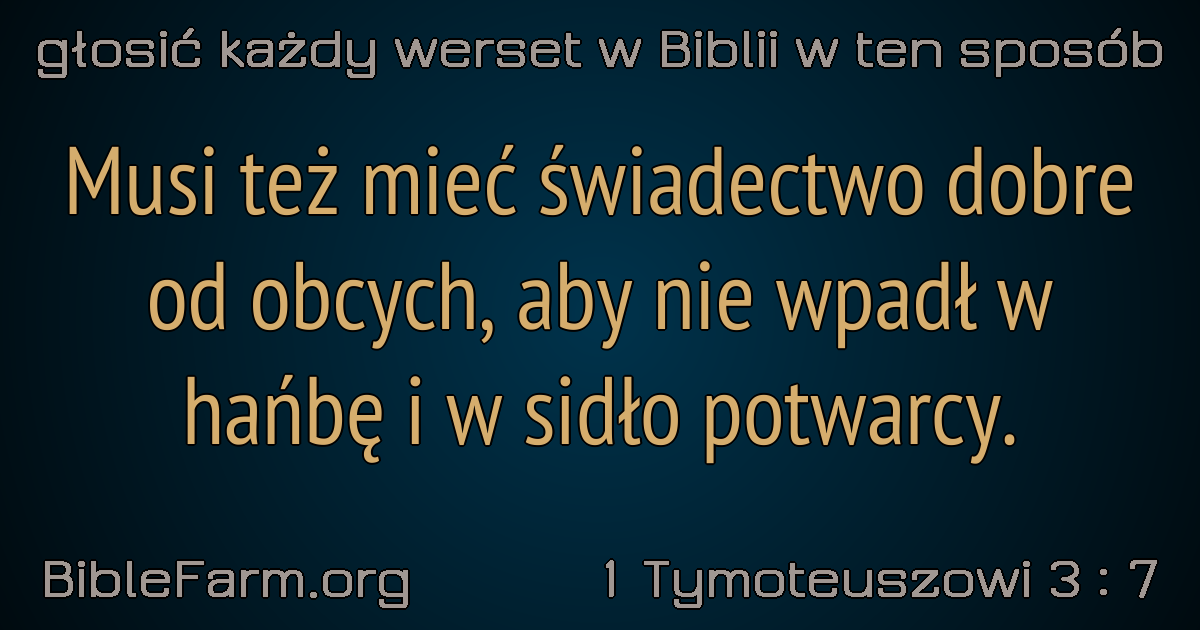 głosić każdy werset w Biblii w ten sposób
Musi też mieć świadectwo dobre
od obcych, aby nie wpadł w
hańbę i w sidło potwarcy.
BibleFarm.org
1 Tymoteuszowi 3 : 7